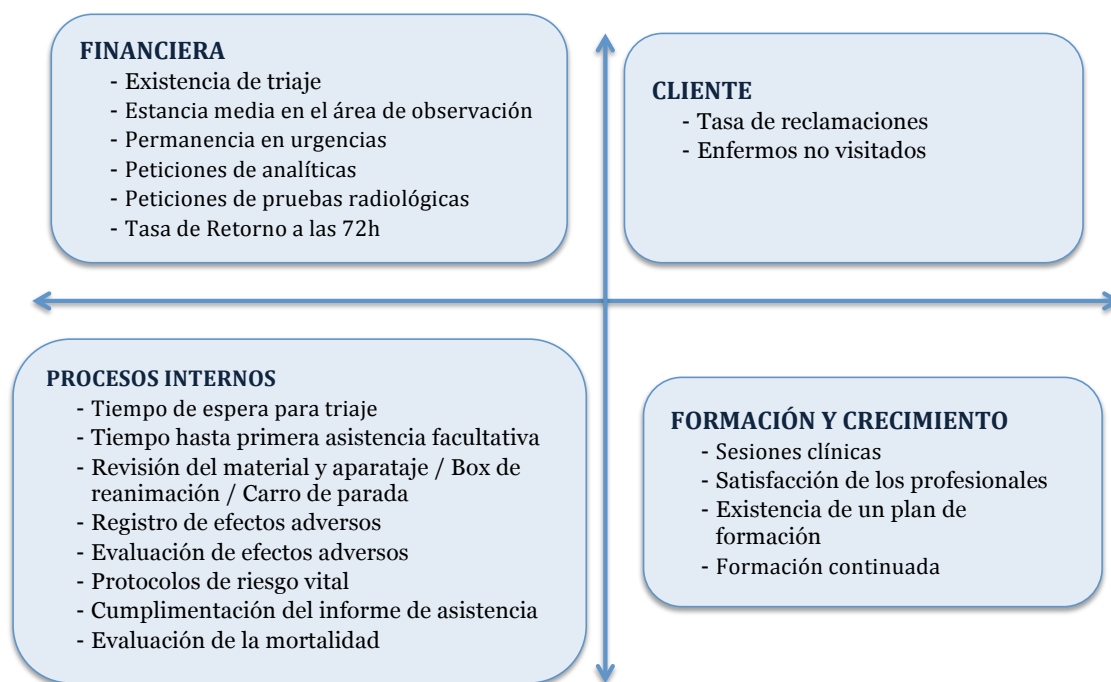 FINANCIERA
- Existencia de triaje
- Estancia media en el área de observación
- Permanencia en urgencias
- Peticiones de analíticas
- Peticiones de pruebas radiológicas
- Tasa de Retorno a las 72h
CLIENTE
- Tasa de reclamaciones
- Enfermos no visitados
PROCESOS INTERNOS
- Tiempo de espera para triaje
- Tiempo hasta primera asistencia facultativa
- Revisión del material y aparataje / Box de
reanimación / Carro de parada
- Registro de efectos adversos
- Evaluación de efectos adversos
- Protocolos de riesgo vital
- Cumplimentación del informe de asistencia
- Evaluación de la mortalidad
FORMACIÓN Y CRECIMIENTO
- Sesiones clínicas
- Satisfacción de los profesionales
- Existencia de un plan de
formación
- Formación continuada